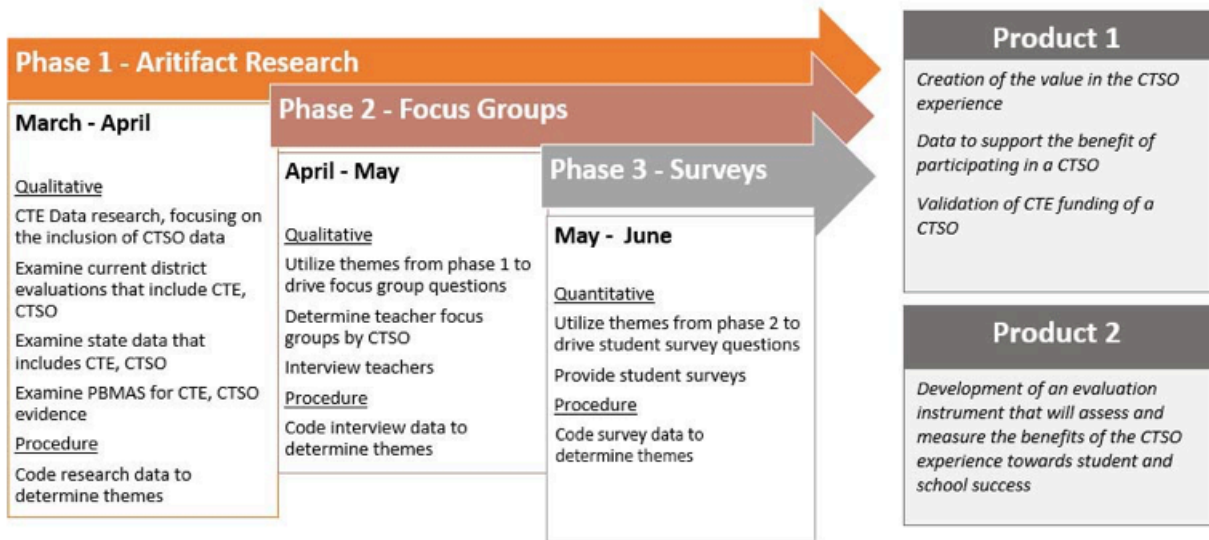 Phase 1 - Aritifact Research
March - April
Qualitative
CTE Data research, focusing on
the inclusion of CTSO data
Examine current district
evaluations that include CTE,
CTSO
Examine state data that
includes CTE, CTSO
Examine PBMAS for CTE, CTSO
evidence
Procedure
Code research data to
determine themes
Phase 2 - Focus Groups
April - May
Qualitative
Utilize themes from phase 1 to
drive focus group questions
Determine teacher focus
groups by CTSO
Interview teachers
Procedure
Code interview data to
determine themes
Phase 3 - Surveys
May - June
Quantitative
Utilize themes from phase 2 to
drive student survey questions
Provide student surveys
Procedure
Code survey data to
determine themes
Product 1
Creation of the value in the CTSO
experience
Data to support the benefit of
participating in a CTSO
Validation of CTE funding of a
CTSO
Product 2
Development of an evaluation
instrument that will assess and
measure the benefits of the CTSO
experience towards student and
school success